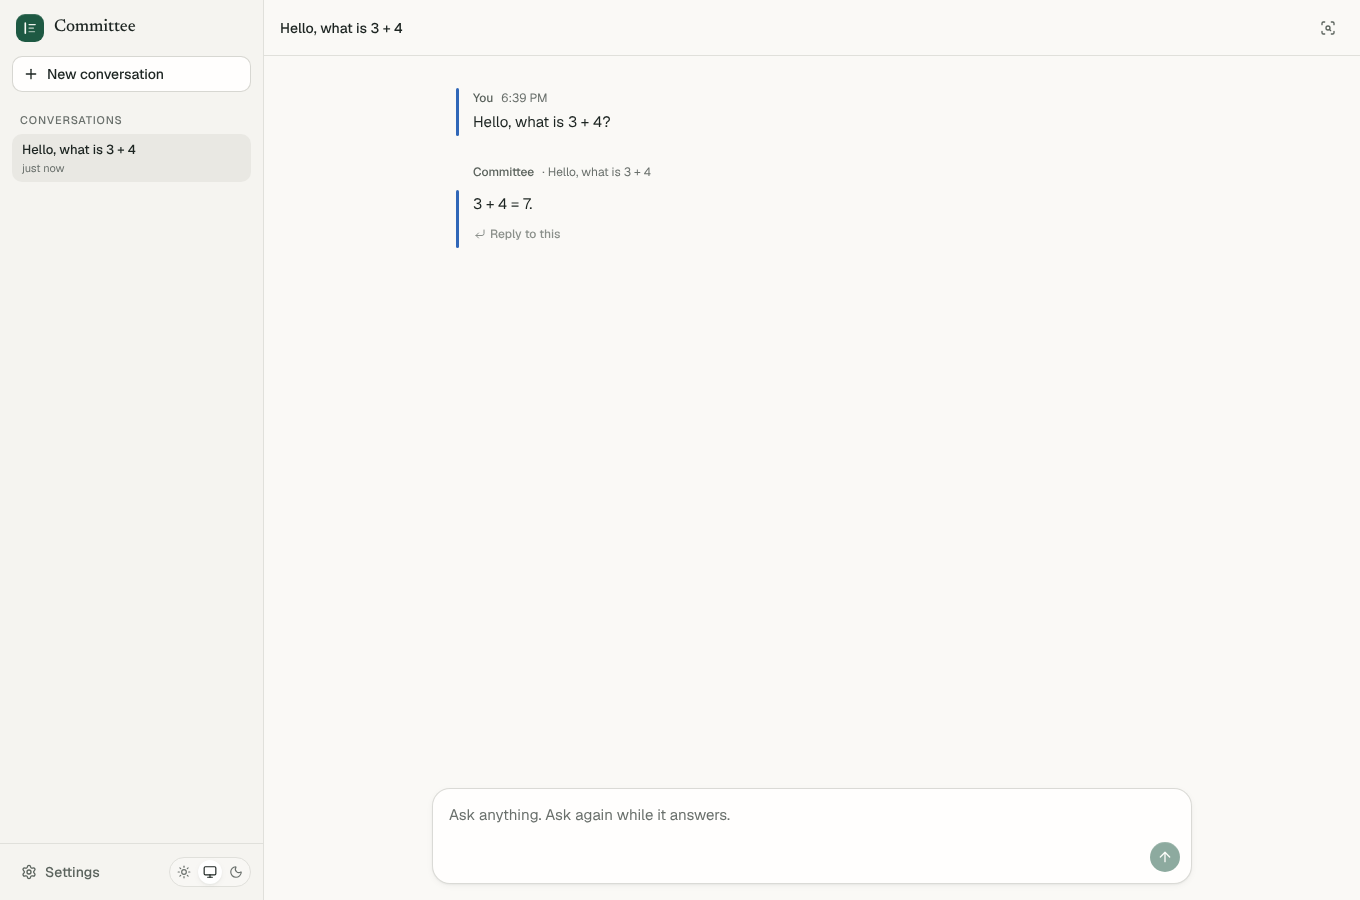 Committee
New conversation
CONVERSATIONS
Hello, what is 3 + 4
just now
Settings
Hello, what is 3 + 4
You 6:39 PM
Hello, what is 3 + 4?
Committee · Hello, what is 3 + 4
3 + 4 = 7.
Reply to this
Ask anything. Ask again while it answers.